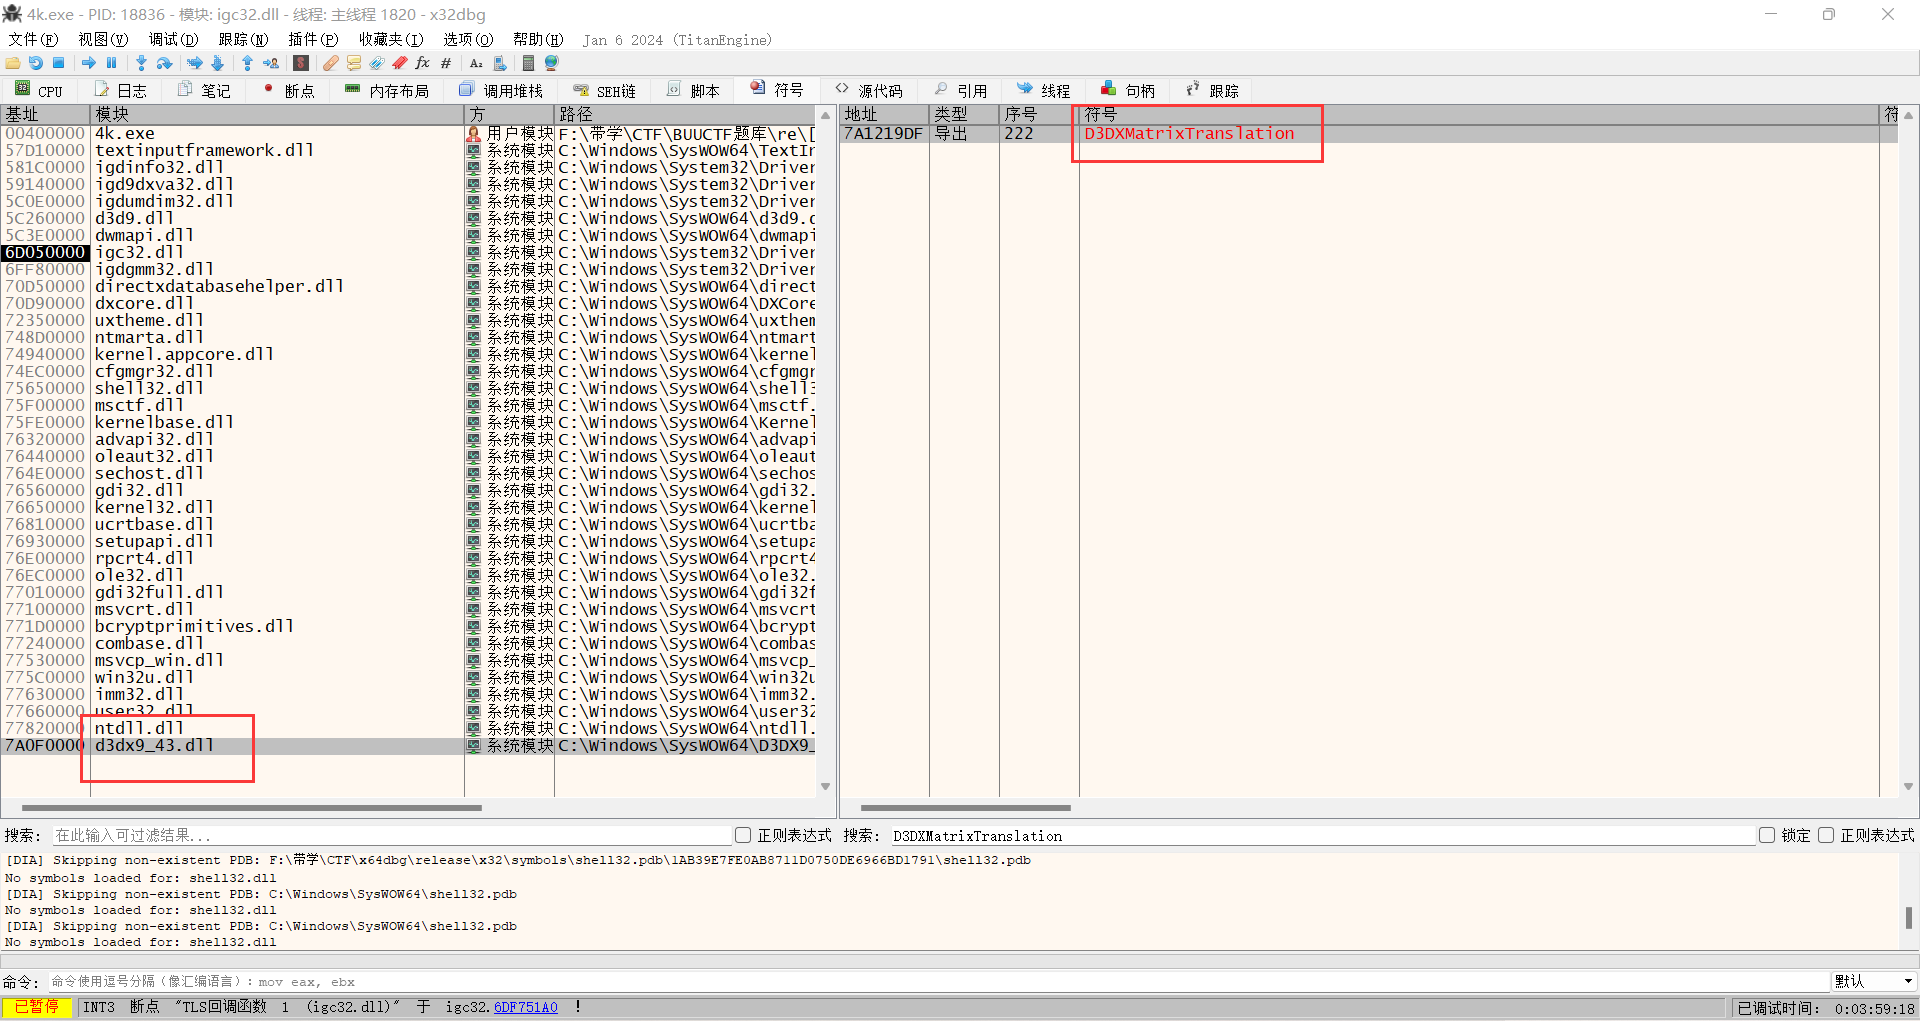 4k.exe - PID: 18836 - 模块: igc32.dll - 线程: 主线程 1820 - x32dbg
文件(F) 视图(V) 调试(D) 跟踪(N) 插件(P) 收藏夹(I) 选项(O) 帮助(H) Jan 6 2024 (TitanEngine)
CPU 日志 笔记 断点 内存布局 调用堆栈 SEH链 脚本 符号 源代码 引用 线程 句柄 跟踪
基址 模块 方 路径 地址 类型 序号 符号 符
00400000 4k.exe 用户模块 F:\带学\CTF\BUUCTF题库\re\[ 7A1219DF 导出 222 D3DXMatrixTranslation
57D10000 textinputframework.dll 系统模块 C:\Windows\SysWOW64\TextIn
581C0000 igdinfo32.dll 系统模块 C:\Windows\System32\Driver
59140000 igd9dxva32.dll 系统模块 C:\Windows\System32\Driver
5C0E0000 igdumdim32.dll 系统模块 C:\Windows\System32\Driver
5C260000 d3d9.dll 系统模块 C:\Windows\SysWOW64\d3d9.d
5C3E0000 dwmapi.dll 系统模块 C:\Windows\SysWOW64\dwmapi
6D050000 igc32.dll 系统模块 C:\Windows\System32\Driver
6FF80000 igdgmm32.dll 系统模块 C:\Windows\System32\Driver
70D50000 directxdatabasehelper.dll 系统模块 C:\Windows\SysWOW64\direct
70D90000 dxcore.dll 系统模块 C:\Windows\SysWOW64\DXCore
72350000 uxtheme.dll 系统模块 C:\Windows\SysWOW64\uxthem
748D0000 ntmarta.dll 系统模块 C:\Windows\SysWOW64\ntmart
74940000 kernel.appcore.dll 系统模块 C:\Windows\SysWOW64\kernel
74EC0000 cfgmgr32.dll 系统模块 C:\Windows\SysWOW64\cfgmgr
75650000 shell32.dll 系统模块 C:\Windows\SysWOW64\shell3
75F00000 msctf.dll 系统模块 C:\Windows\SysWOW64\msctf.
75FE0000 kernelbase.dll 系统模块 C:\Windows\SysWOW64\Kernel
76320000 advapi32.dll 系统模块 C:\Windows\SysWOW64\advapi
76440000 oleaut32.dll 系统模块 C:\Windows\SysWOW64\oleaut
764E0000 sechost.dll 系统模块 C:\Windows\SysWOW64\sechos
76560000 gdi32.dll 系统模块 C:\Windows\SysWOW64\gdi32.
76650000 kernel32.dll 系统模块 C:\Windows\SysWOW64\kernel
76810000 ucrtbase.dll 系统模块 C:\Windows\SysWOW64\ucrtba
76930000 setupapi.dll 系统模块 C:\Windows\SysWOW64\setupa
76E00000 rpcrt4.dll 系统模块 C:\Windows\SysWOW64\rpcrt4
76EC0000 ole32.dll 系统模块 C:\Windows\SysWOW64\ole32.
77010000 gdi32full.dll 系统模块 C:\Windows\SysWOW64\gdi32f
77100000 msvcrt.dll 系统模块 C:\Windows\SysWOW64\msvcrt
771D0000 bcryptprimitives.dll 系统模块 C:\Windows\SysWOW64\bcrypt
77240000 combase.dll 系统模块 C:\Windows\SysWOW64\combas
77530000 msvcp_win.dll 系统模块 C:\Windows\SysWOW64\msvcp_
775C0000 win32u.dll 系统模块 C:\Windows\SysWOW64\win32u
77630000 imm32.dll 系统模块 C:\Windows\SysWOW64\imm32.
77660000 user32.dll 系统模块 C:\Windows\SysWOW64\user32
77820000 ntdll.dll 系统模块 C:\Windows\SysWOW64\ntdll.
7A0F0000 d3dx9_43.dll 系统模块 C:\Windows\SysWOW64\D3DX9_
搜索: 在此输入可过滤结果... 正则表达式 搜索: D3DXMatrixTranslation 锁定 正则表达式
[DIA] Skipping non-existent PDB: F:\带学\CTF\x64dbg\release\x32\symbols\shell32.pdb\1AB39E7FE0AB8711D0750DE6966BD1791\shell32.pdb
No symbols loaded for: shell32.dll
[DIA] Skipping non-existent PDB: C:\Windows\SysWOW64\shell32.pdb
No symbols loaded for: shell32.dll
[DIA] Skipping non-existent PDB: C:\Windows\SysWOW64\shell32.pdb
No symbols loaded for: shell32.dll
命令: 命令使用逗号分隔（像汇编语言）: mov eax, ebx 默认
已暂停 INT3 断点 "TLS回调函数 1 (igc32.dll)" 于 igc32.6DF751A0 ! 已调试时间: 0:03:59:18